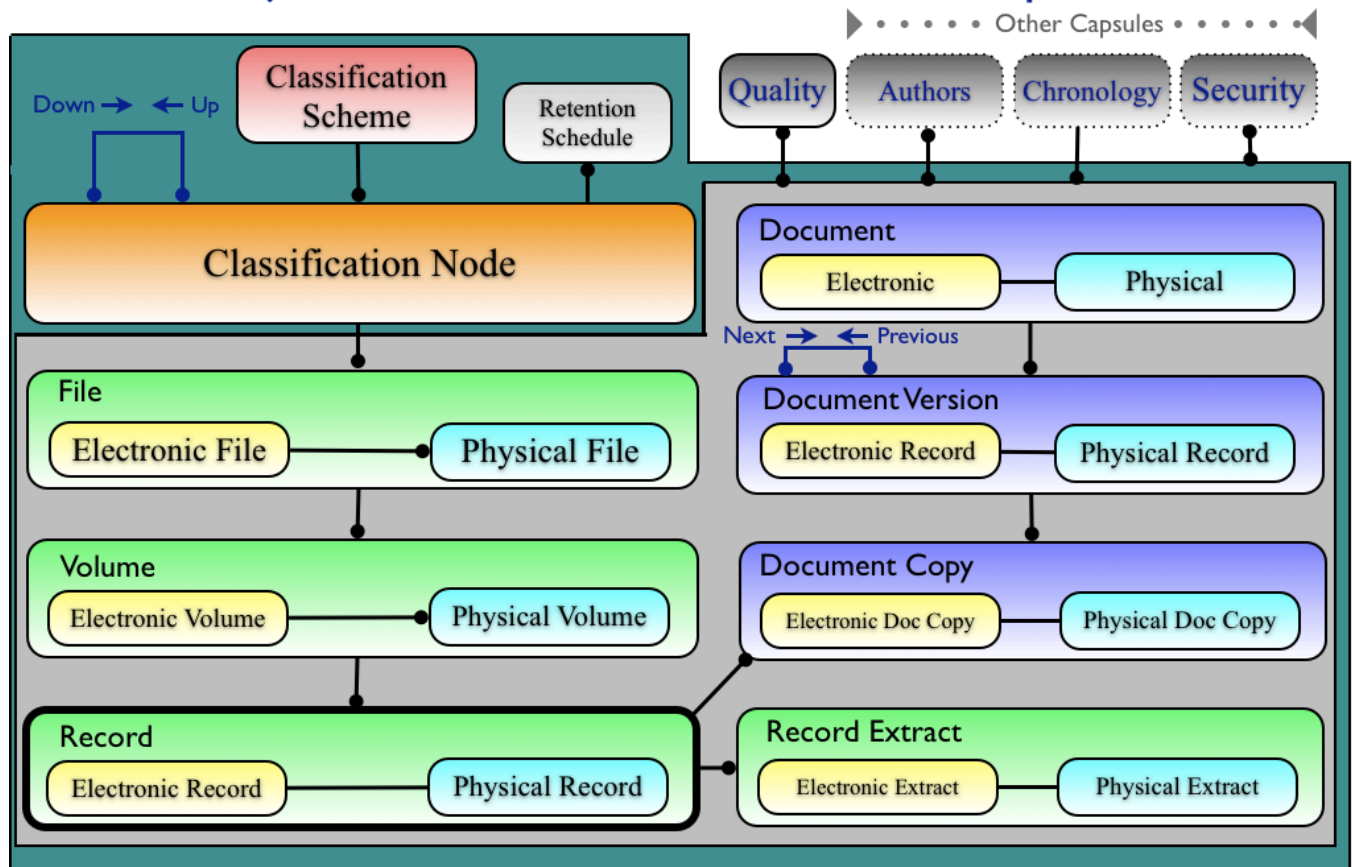 Other Capsules
Classification
Scheme
Down
Up
Retention
Schedule
Quality
Authors
Chronology
Security
Classification Node
Document
Electronic
Physical
Next
Previous
File
Electronic File
Physical File
Document Version
Electronic Record
Physical Record
Volume
Electronic Volume
Physical Volume
Document Copy
Electronic Doc Copy
Physical Doc Copy
Record
Electronic Record
Physical Record
Record Extract
Electronic Extract
Physical Extract